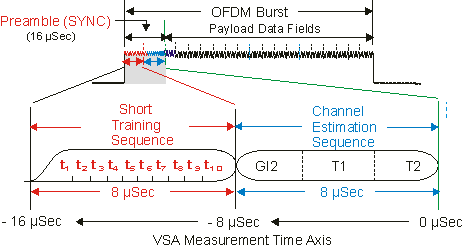 OFDM Burst
Preamble (SYNC)
(16 µSec)
Payload Data Fields
Short
Training
Sequence
Channel
Estimation
Sequence
t1 t2 t3 t4 t5 t6 t7 t8 t9 t10
GI2 T1 T2
8 µSec 8 µSec
- 16 µSec - 8 µSec 0 µSec
VSA Measurement Time Axis